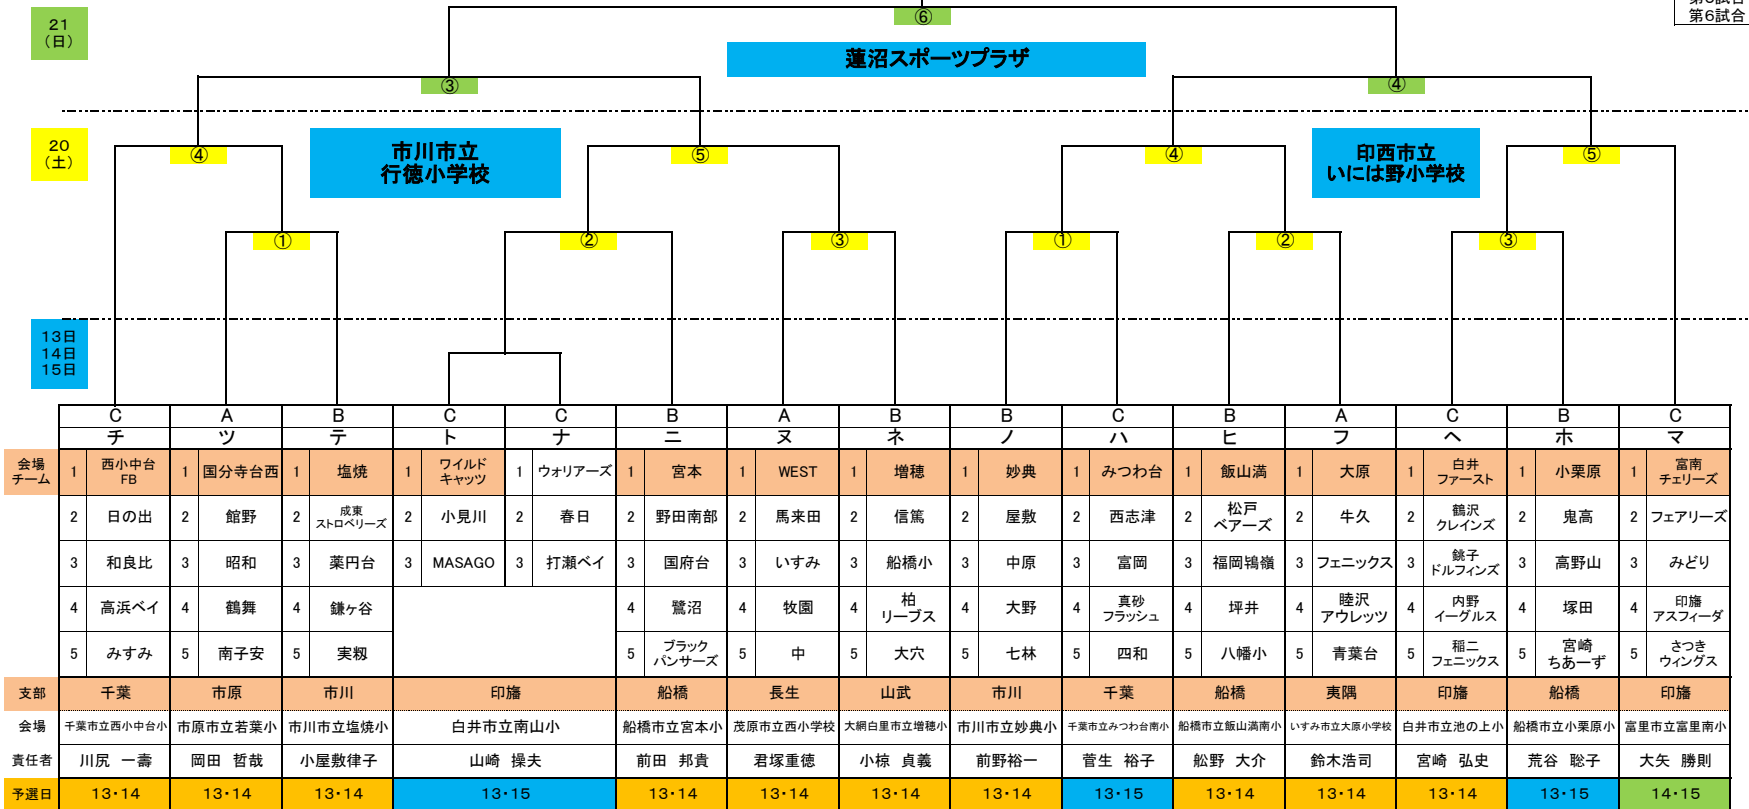 第6試合
21
（日）
⑥
蓮沼スポーツプラザ
③
④
20
（土）
市川市立
行徳小学校
印西市立
いには野小学校
④
⑤
④
⑤
①
②
③
①
②
③
13日
14日
15日
C A B C C B A B B C B A C B C
チ ツ テ ト ナ ニ ヌ ネ ノ ハ ヒ フ ヘ ホ マ
会場
チーム
1 西小中台
FB
1 国分寺台西
1 塩焼
1 ワイルド
キャッツ
1 ウォリアーズ
1 宮本
1 WEST
1 増穂
1 妙典
1 みつわ台
1 飯山満
1 大原
1 白井
ファースト
1 小栗原
1 富南
チェリーズ
2 日の出
2 館野
2 成東
ストロベリーズ
2 小見川
2 春日
2 野田南部
2 馬来田
2 信篤
2 屋敷
2 西志津
2 松戸
ベアーズ
2 牛久
2 鶴沢
クレインズ
2 鬼高
2 フェアリーズ
3 和良比
3 昭和
3 薬円台
3 MASAGO
3 打瀬ベイ
3 国府台
3 いすみ
3 船橋小
3 中原
3 富岡
3 福岡鴇嶺
3 フェニックス
3 銚子
ドルフィンズ
3 高野山
3 みどり
4 高浜ベイ
4 鶴舞
4 鎌ヶ谷
4 鷺沼
4 牧園
4 柏
リーブス
4 大野
4 真砂
フラッシュ
4 坪井
4 睦沢
アウレッツ
4 内野
イーグルス
4 塚田
4 印旛
アスフィーダ
5 みすみ
5 南子安
5 実籾
5 ブラック
パンサーズ
5 中
5 大穴
5 七林
5 四和
5 八幡小
5 青葉台
5 稲二
フェニックス
5 宮崎
ちあーず
5 さつき
ウィングス
支部 千葉 市原 市川 印旛 船橋 長生 山武 市川 千葉 船橋 夷隅 印旛 船橋 印旛
会場 千葉市立西小中台小 市原市立若葉小 市川市立塩焼小 白井市立南山小 船橋市立宮本小 茂原市立西小学校 大網白里市立増穂小 市川市立妙典小 千葉市立みつわ台南小 船橋市立飯山満南小 いすみ市立大原小学校 白井市立池の上小 船橋市立小栗原小 富里市立富里南小
責任者 川尻 一壽 岡田 哲哉 小屋敷律子 山崎 操夫 前田 邦貴 君塚重徳 小椋 貞義 前野裕一 菅生 裕子 舩野 大介 鈴木浩司 宮崎 弘史 荒谷 聡子 大矢 勝則
予選日 13・14 13・14 13・14 13・15 13・14 13・14 13・14 13・14 13・15 13・14 13・14 13・14 13・15 14・15